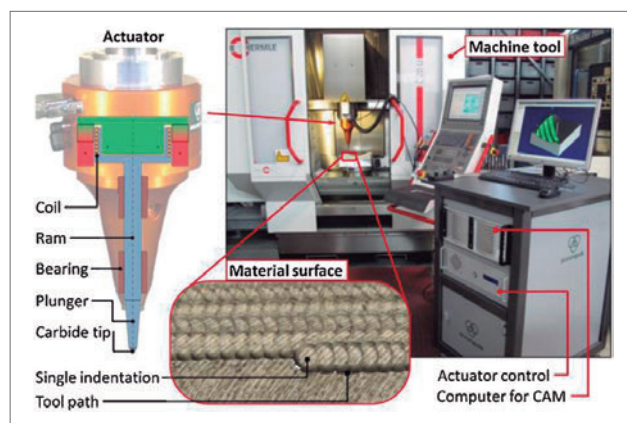 Actuator
Coil
Ram
Bearing
Plunger
Carbide tip
Single indentation
Tool path
Material surface
HERMLE
Machine tool
Actuator control
Computer for CAM